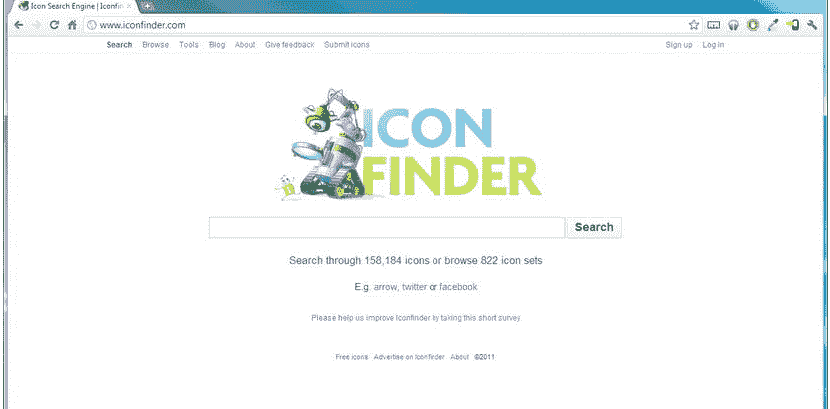 Icon Search Engine | Iconfin
www.iconfinder.com
Search Browse Tools Blog About Give feedback Submit icons Sign up Log in
ICON
FINDER
Search
Search through 158,184 icons or browse 822 icon sets
E.g. arrow, twitter or facebook
Please help us improve Iconfinder by taking this short survey
Free icons Advertise on Iconfinder About ©2011